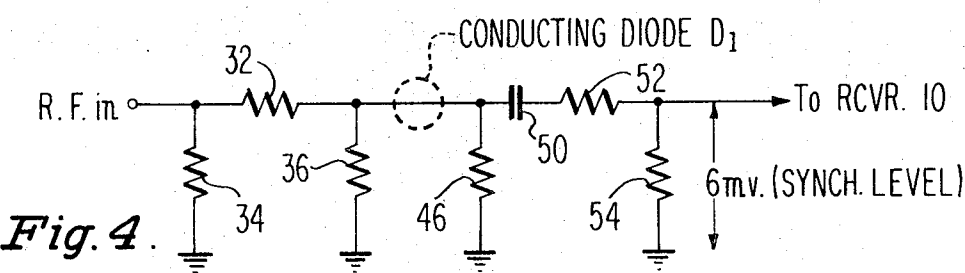 CONDUCTING DIODE D1
32
52
R.F. in
To RCVR. 10
50
36
34
46
54
6mv. (SYNCH. LEVEL)
Fig. 4.